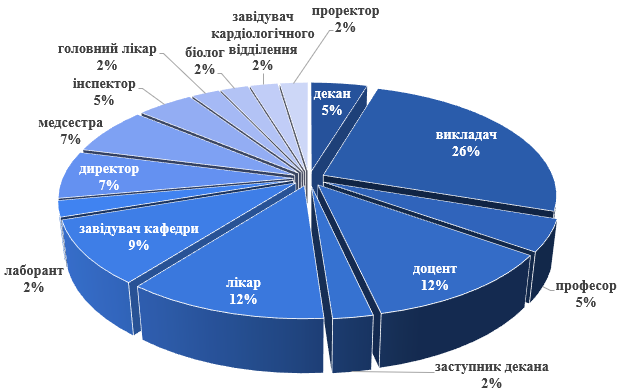 декан
5%
викладач
26%
професор
5%
доцент
12%
заступник декана
2%
лікар
12%
завідувач кафедри
9%
лаборант
2%
директор
7%
медсестра
7%
інспектор
5%
головний лікар
2%
біолог
2%
завідувач
кардіологічного
відділення
2%
проректор
2%